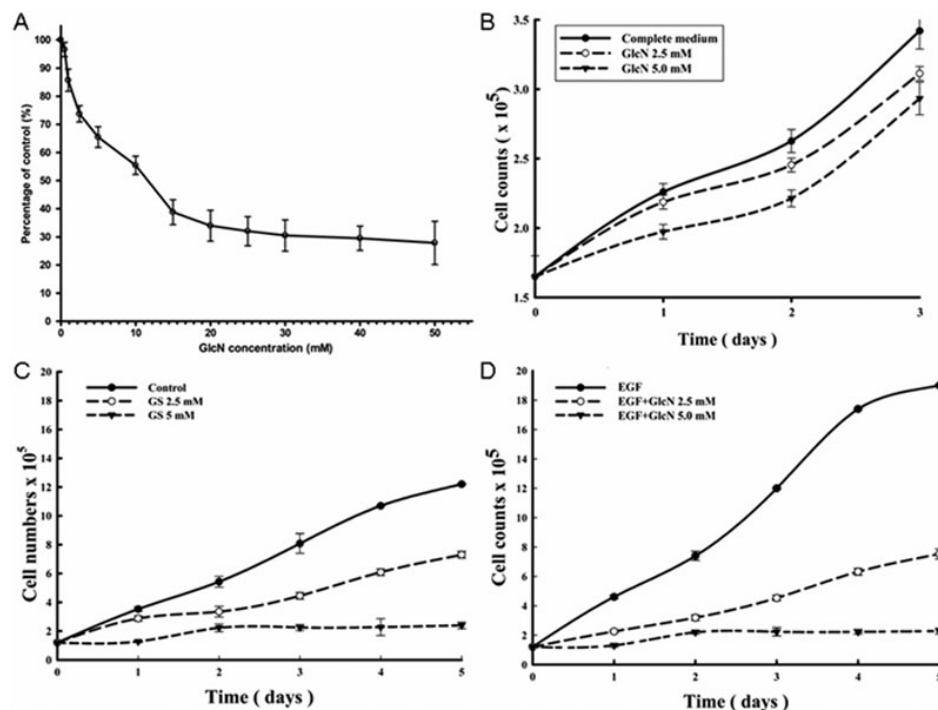 A
100
90
80
70
60
50
40
30
20
10
0
Percentage of control (%)
0 10 20 30 40 50
GlcN concentration (mM)
B
Complete medium
GlcN 2.5 mM
GlcN 5.0 mM
3.5
3.0
2.5
2.0
1.5
Cell counts ( x 10⁵)
0 1 2 3
Time ( days )
C
Control
GS 2.5 mM
GS 5 mM
20
18
16
14
12
10
8
6
4
2
0
Cell numbers x 10⁵
0 1 2 3 4 5
Time ( days )
D
EGF
EGF+GlcN 2.5 mM
EGF+GlcN 5.0 mM
20
18
16
14
12
10
8
6
4
2
0
Cell counts x 10⁵
0 1 2 3 4 5
Time ( days )